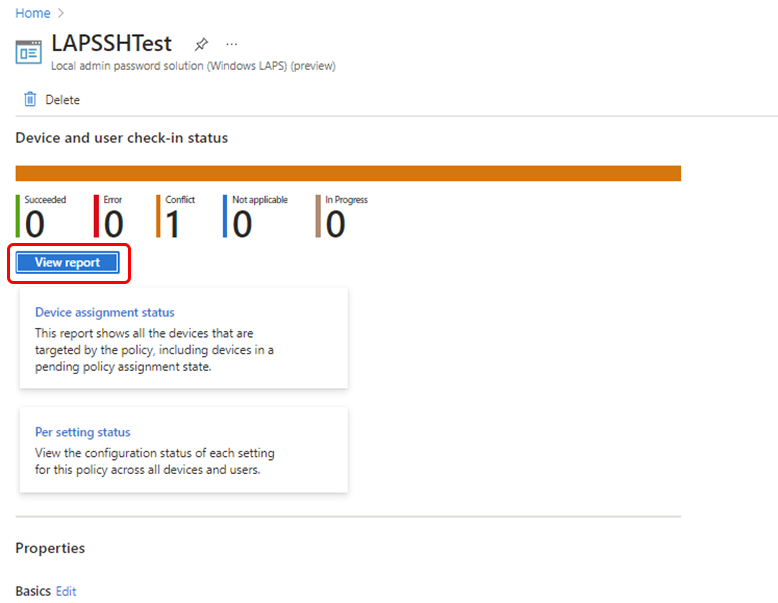 Home >
LAPSSHTest ...
Local admin password solution (Windows LAPS) (preview)
Delete
Device and user check-in status
Succeeded Error Conflict Not applicable In Progress
0 0 1 0 0
View report
Device assignment status
This report shows all the devices that are
targeted by the policy, including devices in a
pending policy assignment state.
Per setting status
View the configuration status of each setting
for this policy across all devices and users.
Properties
Basics Edit